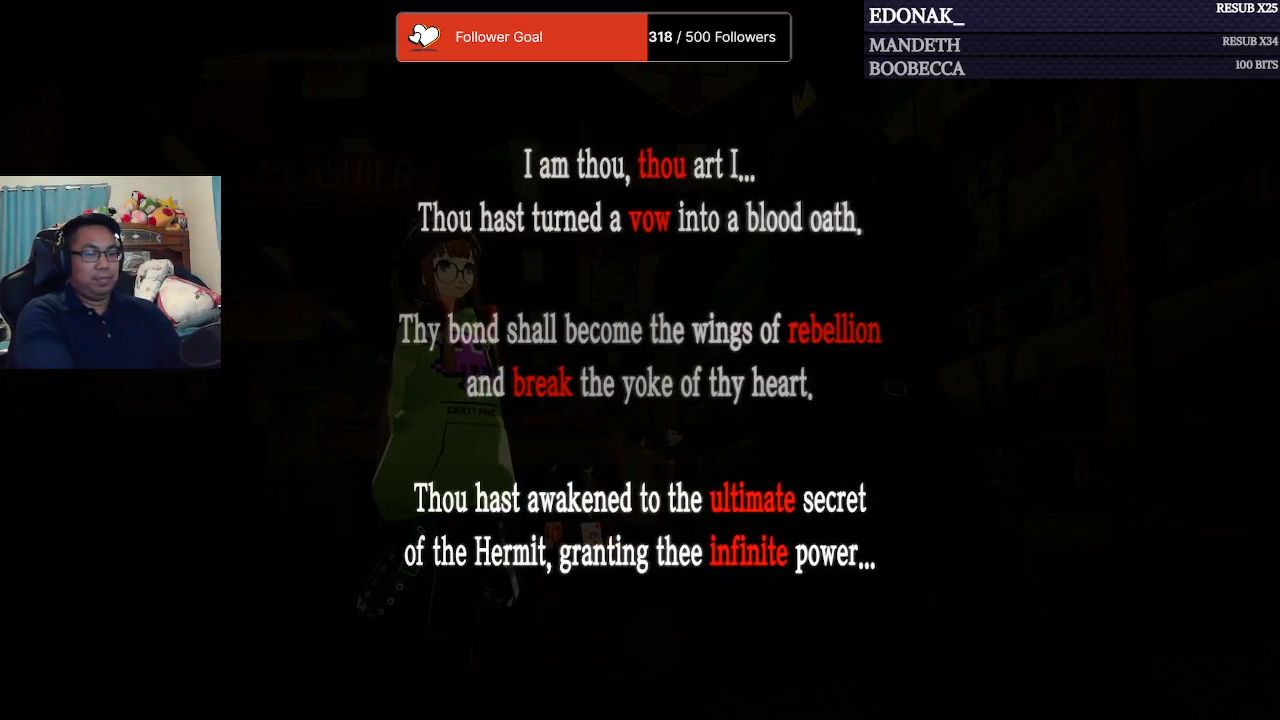 Follower Goal
318 / 500 Followers
EDONAK_
RESUB X25
MANDETH
RESUB X34
BOOBECCA
100 BITS
I am thou, thou art I...
Thou hast turned a vow into a blood oath.
Thy bond shall become the wings of rebellion
and break the yoke of thy heart.
Thou hast awakened to the ultimate secret
of the Hermit, granting thee infinite power...
CASHIER